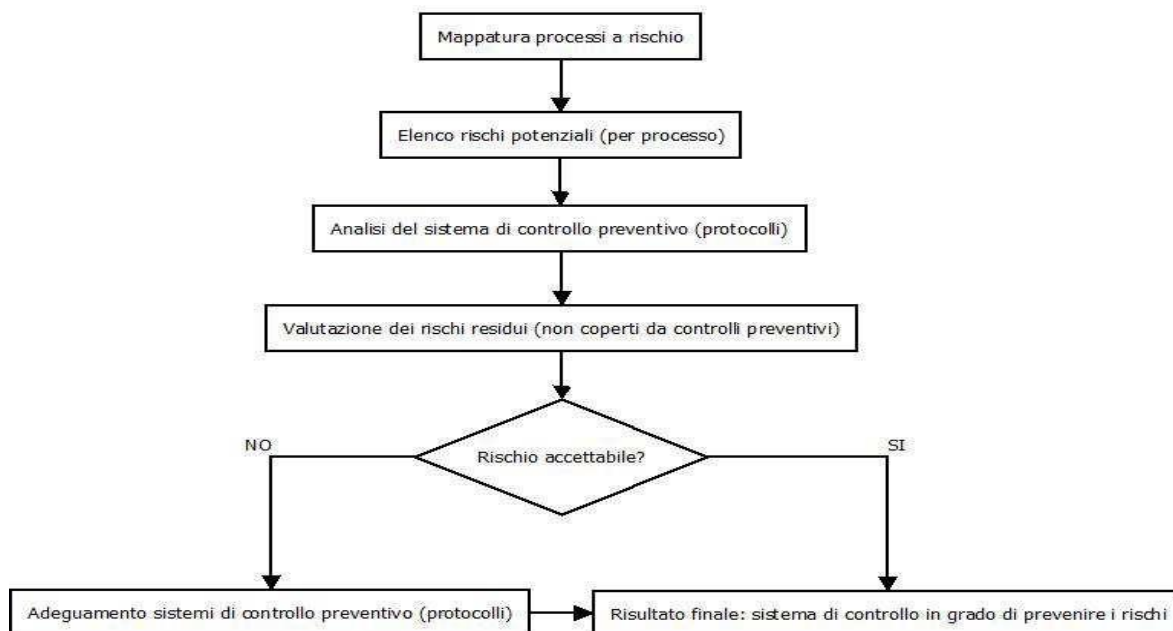 Mappatura processi a rischio
Elenco rischi potenziali (per processo)
Analisi del sistema di controllo preventivo (protocolli)
Valutazione dei rischi residui (non coperti da controlli preventivi)
Rischio accettabile?
NO
SI
Adeguamento sistemi di controllo preventivo (protocolli)
Risultato finale: sistema di controllo in grado di prevenire i rischi